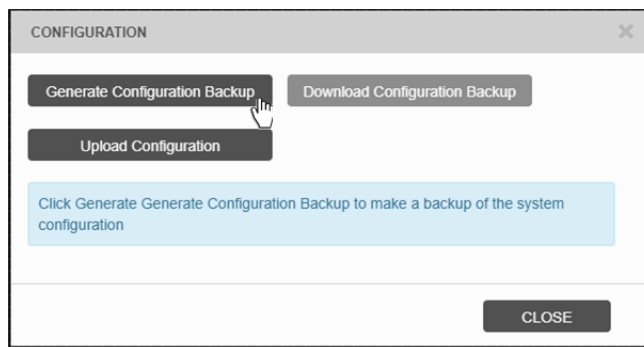 CONFIGURATION
Generate Configuration Backup
Download Configuration Backup
Upload Configuration
Click Generate Generate Configuration Backup to make a backup of the system
configuration
CLOSE